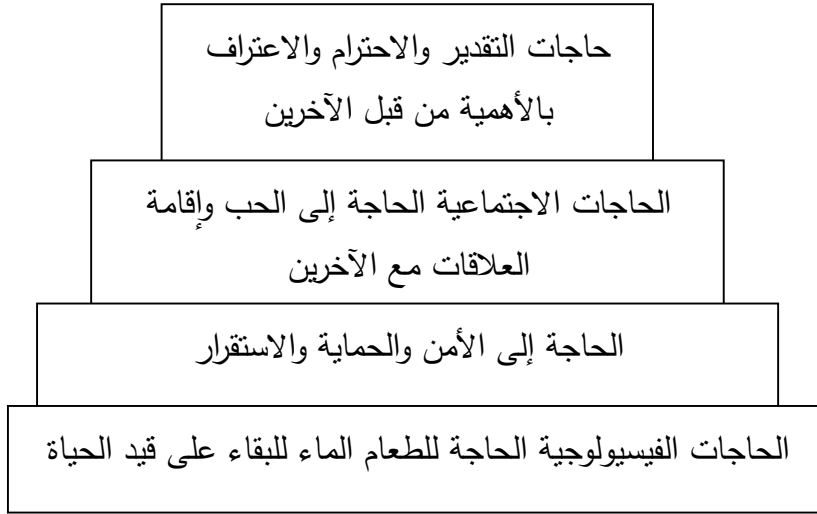 حاجات التقدير والاحترام والاعتراف
بالأهمية من قبل الآخرين
الحاجات الاجتماعية الحاجة إلى الحب وإقامة
العلاقات مع الآخرين
الحاجة إلى الأمن والحماية والاستقرار
الحاجات الفيسيولوجية الحاجة للطعام الماء للبقاء على قيد الحياة